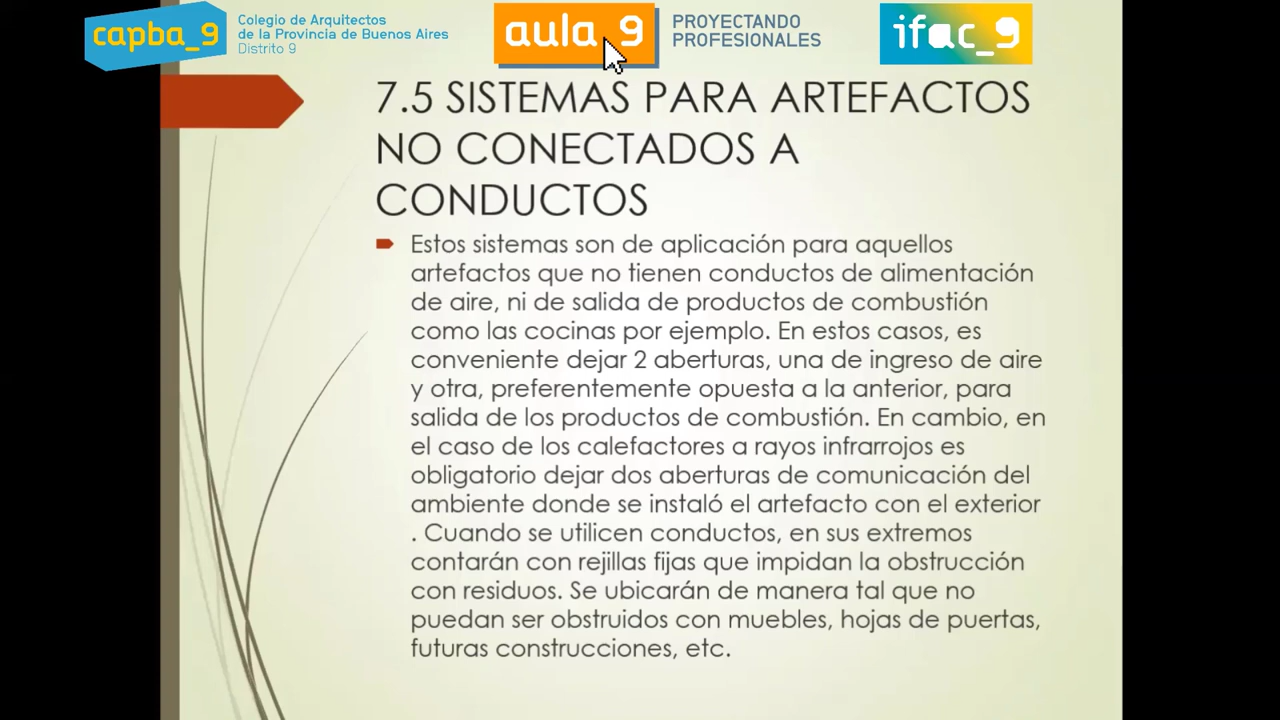 capba_9
Colegio de Arquitectos
de la Provincia de Buenos Aires
Distrito 9
aula_9
PROYECTANDO
PROFESIONALES
ifac_9
7.5 SISTEMAS PARA ARTEFACTOS
NO CONECTADOS A
CONDUCTOS
Estos sistemas son de aplicación para aquellos
artefactos que no tienen conductos de alimentación
de aire, ni de salida de productos de combustión
como las cocinas por ejemplo. En estos casos, es
conveniente dejar 2 aberturas, una de ingreso de aire
y otra, preferentemente opuesta a la anterior, para
salida de los productos de combustión. En cambio, en
el caso de los calefactores a rayos infrarrojos es
obligatorio dejar dos aberturas de comunicación del
ambiente donde se instaló el artefacto con el exterior
. Cuando se utilicen conductos, en sus extremos
contarán con rejillas fijas que impidan la obstrucción
con residuos. Se ubicarán de manera tal que no
puedan ser obstruidos con muebles, hojas de puertas,
futuras construcciones, etc.